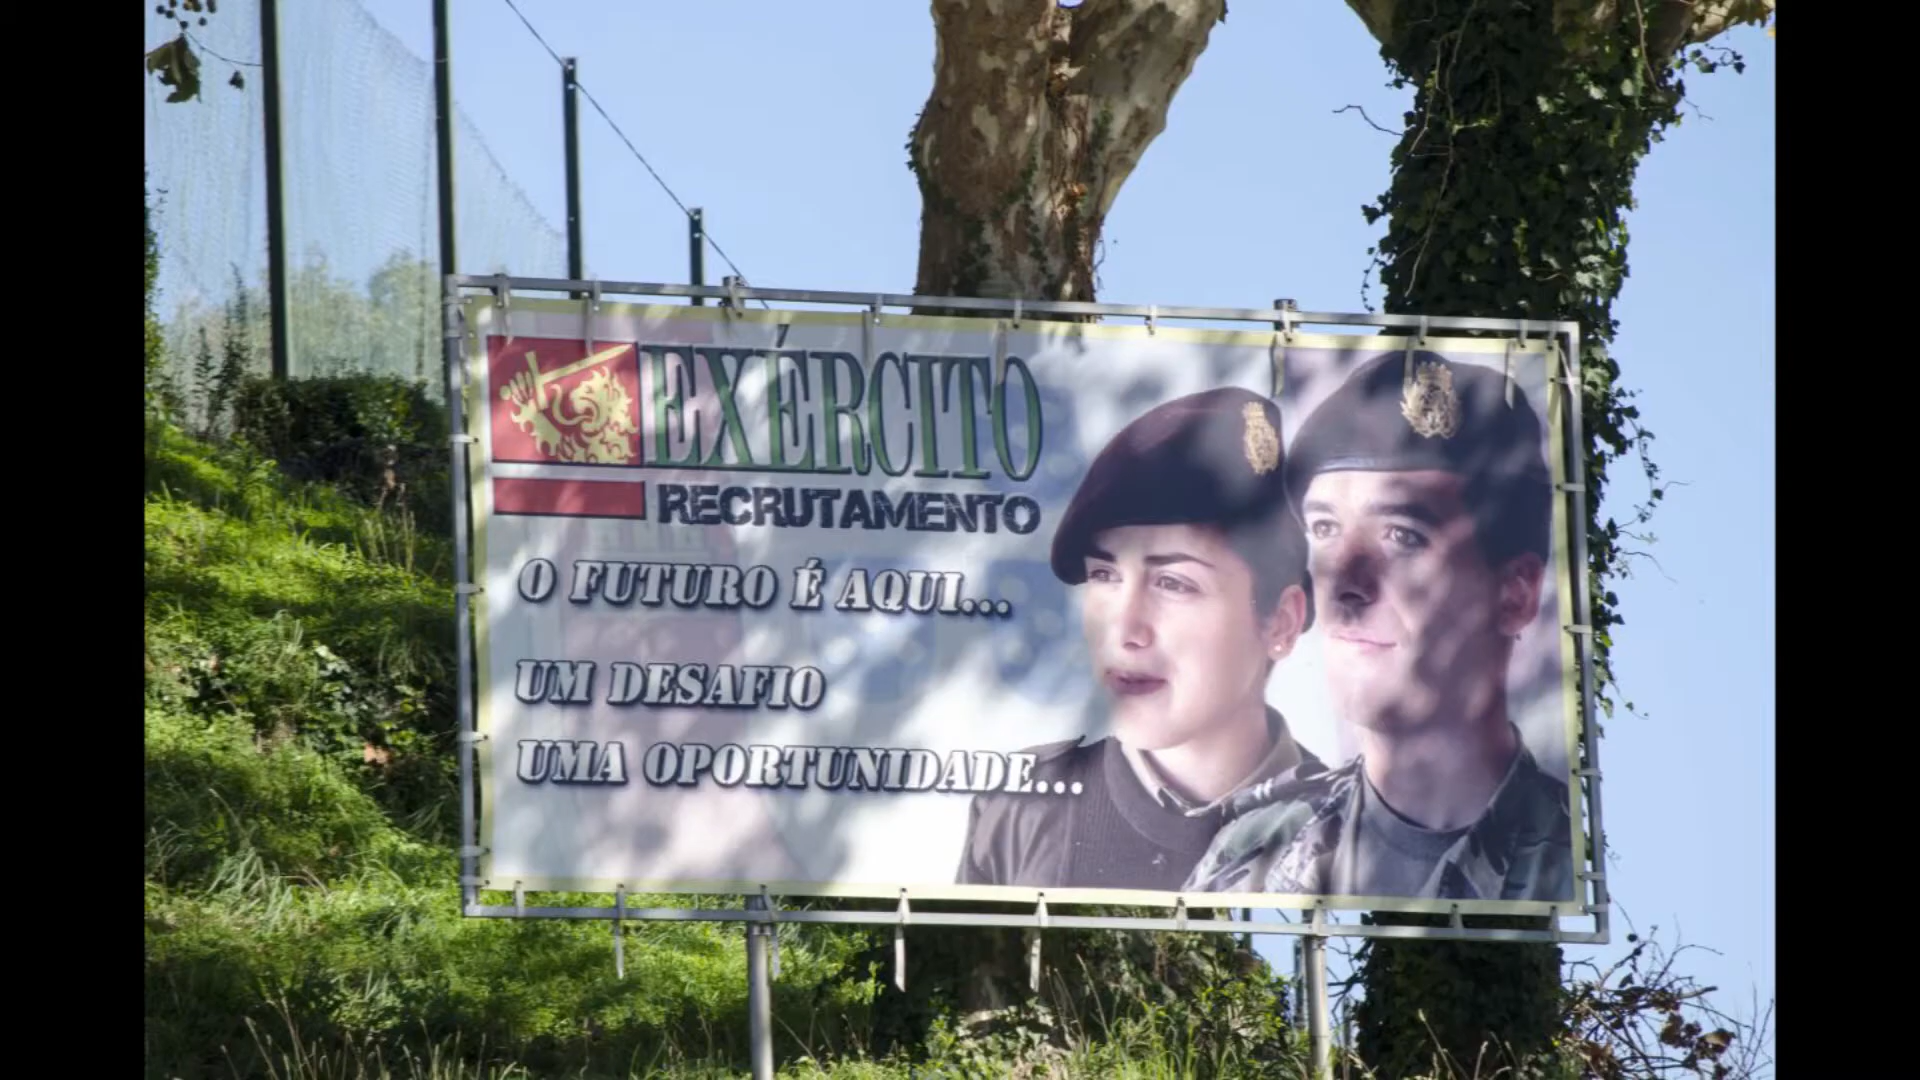 EXÉRCITO
RECRUTAMENTO
O FUTURO É AQUI...
UM DESAFIO
UMA OPORTUNIDADE...